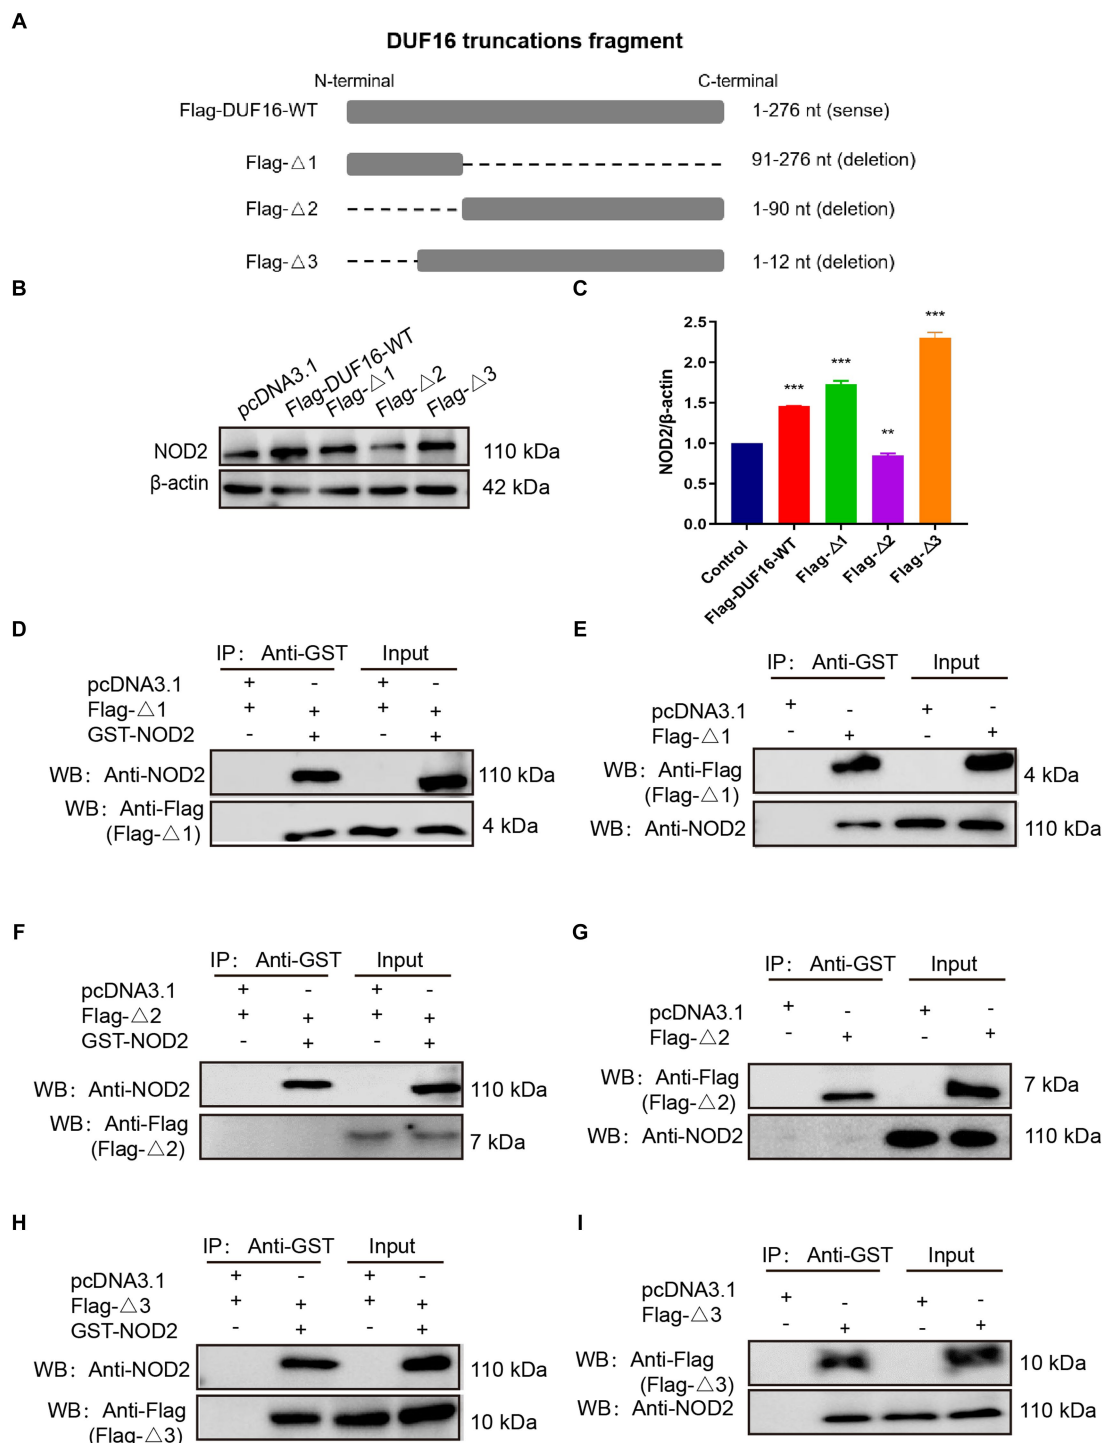 A
DUF16 truncations fragment
N-terminal C-terminal
Flag-DUF16-WT 1-276 nt (sense)
Flag-△1 91-276 nt (deletion)
Flag-△2 1-90 nt (deletion)
Flag-△3 1-12 nt (deletion)
B
pcDNA3.1 Flag-DUF16-WT Flag-△1 Flag-△2 Flag-△3
NOD2 110 kDa
β-actin 42 kDa
C
NOD2/β-actin
2.5
2.0
1.5
1.0
0.5
0.0
*** *** ** ***
Control Flag-DUF16-WT Flag-Δ1 Flag-Δ2 Flag-Δ3
D
IP: Anti-GST Input
pcDNA3.1 + - + -
Flag-△1 + + + +
GST-NOD2 - + - +
WB: Anti-NOD2 110 kDa
WB: Anti-Flag
(Flag-△1) 4 kDa
E
IP: Anti-GST Input
pcDNA3.1 + - + -
Flag-△1 - + - +
WB: Anti-Flag
(Flag-△1) 4 kDa
WB: Anti-NOD2 110 kDa
F
IP: Anti-GST Input
pcDNA3.1 + - + -
Flag-△2 + + + +
GST-NOD2 - + - +
WB: Anti-NOD2 110 kDa
WB: Anti-Flag
(Flag-△2) 7 kDa
G
IP: Anti-GST Input
pcDNA3.1 + - + -
Flag-△2 - + - +
WB: Anti-Flag
(Flag-△2) 7 kDa
WB: Anti-NOD2 110 kDa
H
IP: Anti-GST Input
pcDNA3.1 + - + -
Flag-△3 + + + +
GST-NOD2 - + - +
WB: Anti-NOD2 110 kDa
WB: Anti-Flag
(Flag-△3) 10 kDa
I
IP: Anti-GST Input
pcDNA3.1 + - + -
Flag-△3 - + - +
WB: Anti-Flag
(Flag-△3) 10 kDa
WB: Anti-NOD2 110 kDa